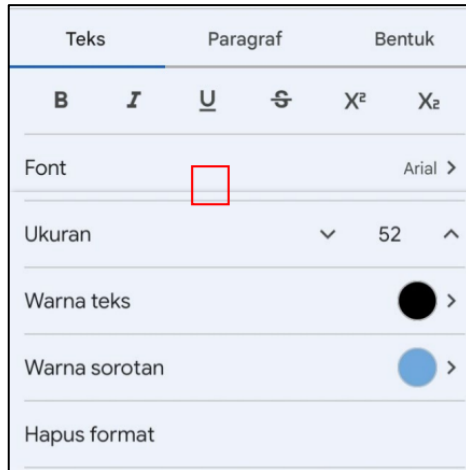 Teks Paragraf Bentuk
B I U S X² X₂
Font Arial >
Ukuran 52
Warna teks >
Warna sorotan >
Hapus format